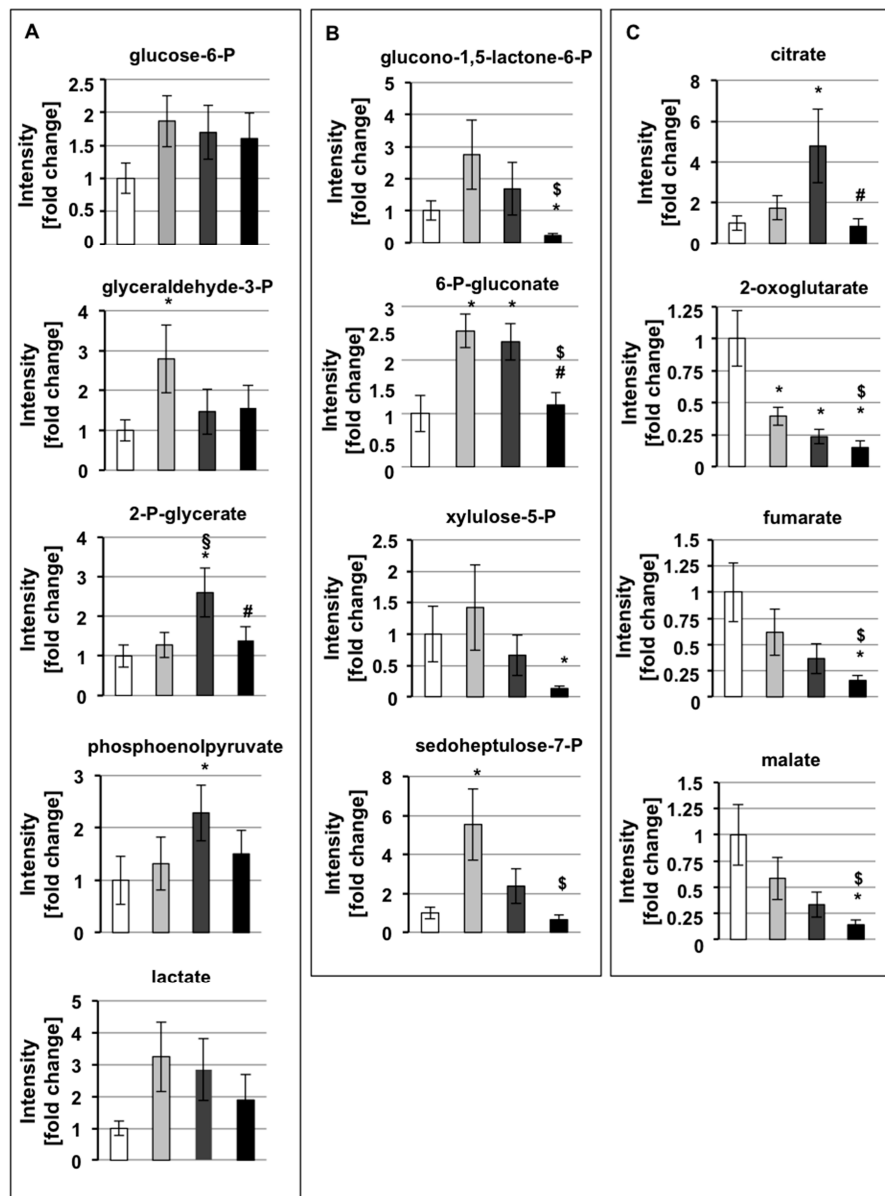 A
glucose-6-P
Intensity
[fold change]
2.5
2
1.5
1
0.5
0
glyceraldehyde-3-P
Intensity
[fold change]
4
3
2
1
0
*
2-P-glycerate
Intensity
[fold change]
4
3
2
1
0
§
*
#
phosphoenolpyruvate
Intensity
[fold change]
3
2
1
0
*
lactate
Intensity
[fold change]
5
4
3
2
1
0
B
glucono-1,5-lactone-6-P
Intensity
[fold change]
5
4
3
2
1
0
$
*
6-P-gluconate
Intensity
[fold change]
3
2.5
2
1.5
1
0.5
0
* *
$
#
xylulose-5-P
Intensity
[fold change]
2.5
2
1.5
1
0.5
0
*
sedoheptulose-7-P
Intensity
[fold change]
8
6
4
2
0
*
$
C
citrate
Intensity
[fold change]
8
6
4
2
0
*
#
2-oxoglutarate
Intensity
[fold change]
1.25
1
0.75
0.5
0.25
0
*
*
$
*
fumarate
Intensity
[fold change]
1.5
1.25
1
0.75
0.5
0.25
0
$
*
malate
Intensity
[fold change]
1.5
1.25
1
0.75
0.5
0.25
0
$
*